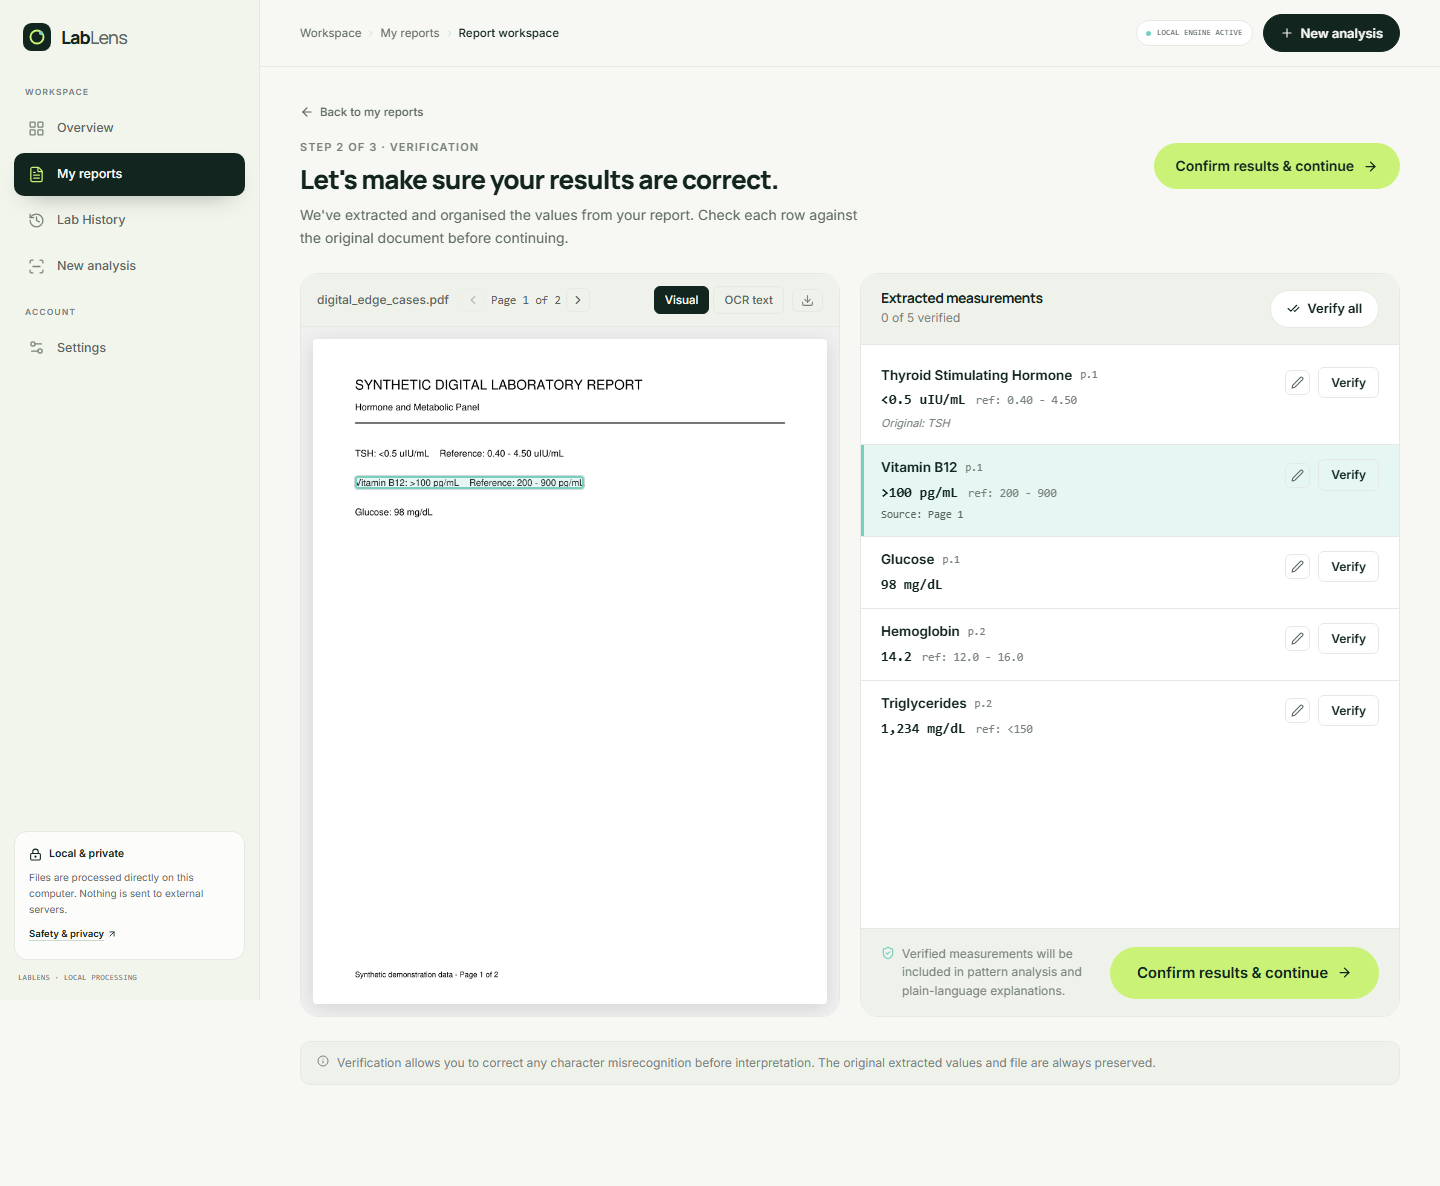 LabLens
WORKSPACE
Overview
My reports
Lab History
New analysis
ACCOUNT
Settings
Local & private
Files are processed directly on this
computer. Nothing is sent to external
servers.
Safety & privacy
LABLENS · LOCAL PROCESSING
Workspace My reports Report workspace
LOCAL ENGINE ACTIVE
New analysis
Back to my reports
STEP 2 OF 3 · VERIFICATION
Let's make sure your results are correct.
We've extracted and organised the values from your report. Check each row against
the original document before continuing.
Confirm results & continue
digital_edge_cases.pdf
Page 1 of 2
Visual
OCR text
SYNTHETIC DIGITAL LABORATORY REPORT
Hormone and Metabolic Panel
TSH: <0.5 uIU/mL Reference: 0.40 - 4.50 uIU/mL
Vitamin B12: >100 pg/mL Reference: 200 - 900 pg/mL
Glucose: 98 mg/dL
Synthetic demonstration data - Page 1 of 2
Extracted measurements
0 of 5 verified
Verify all
Thyroid Stimulating Hormone p.1
<0.5 uIU/mL ref: 0.40 - 4.50
Original: TSH
Verify
Vitamin B12 p.1
>100 pg/mL ref: 200 - 900
Source: Page 1
Verify
Glucose p.1
98 mg/dL
Verify
Hemoglobin p.2
14.2 ref: 12.0 - 16.0
Verify
Triglycerides p.2
1,234 mg/dL ref: <150
Verify
Verified measurements will be
included in pattern analysis and
plain-language explanations.
Confirm results & continue
Verification allows you to correct any character misrecognition before interpretation. The original extracted values and file are always preserved.